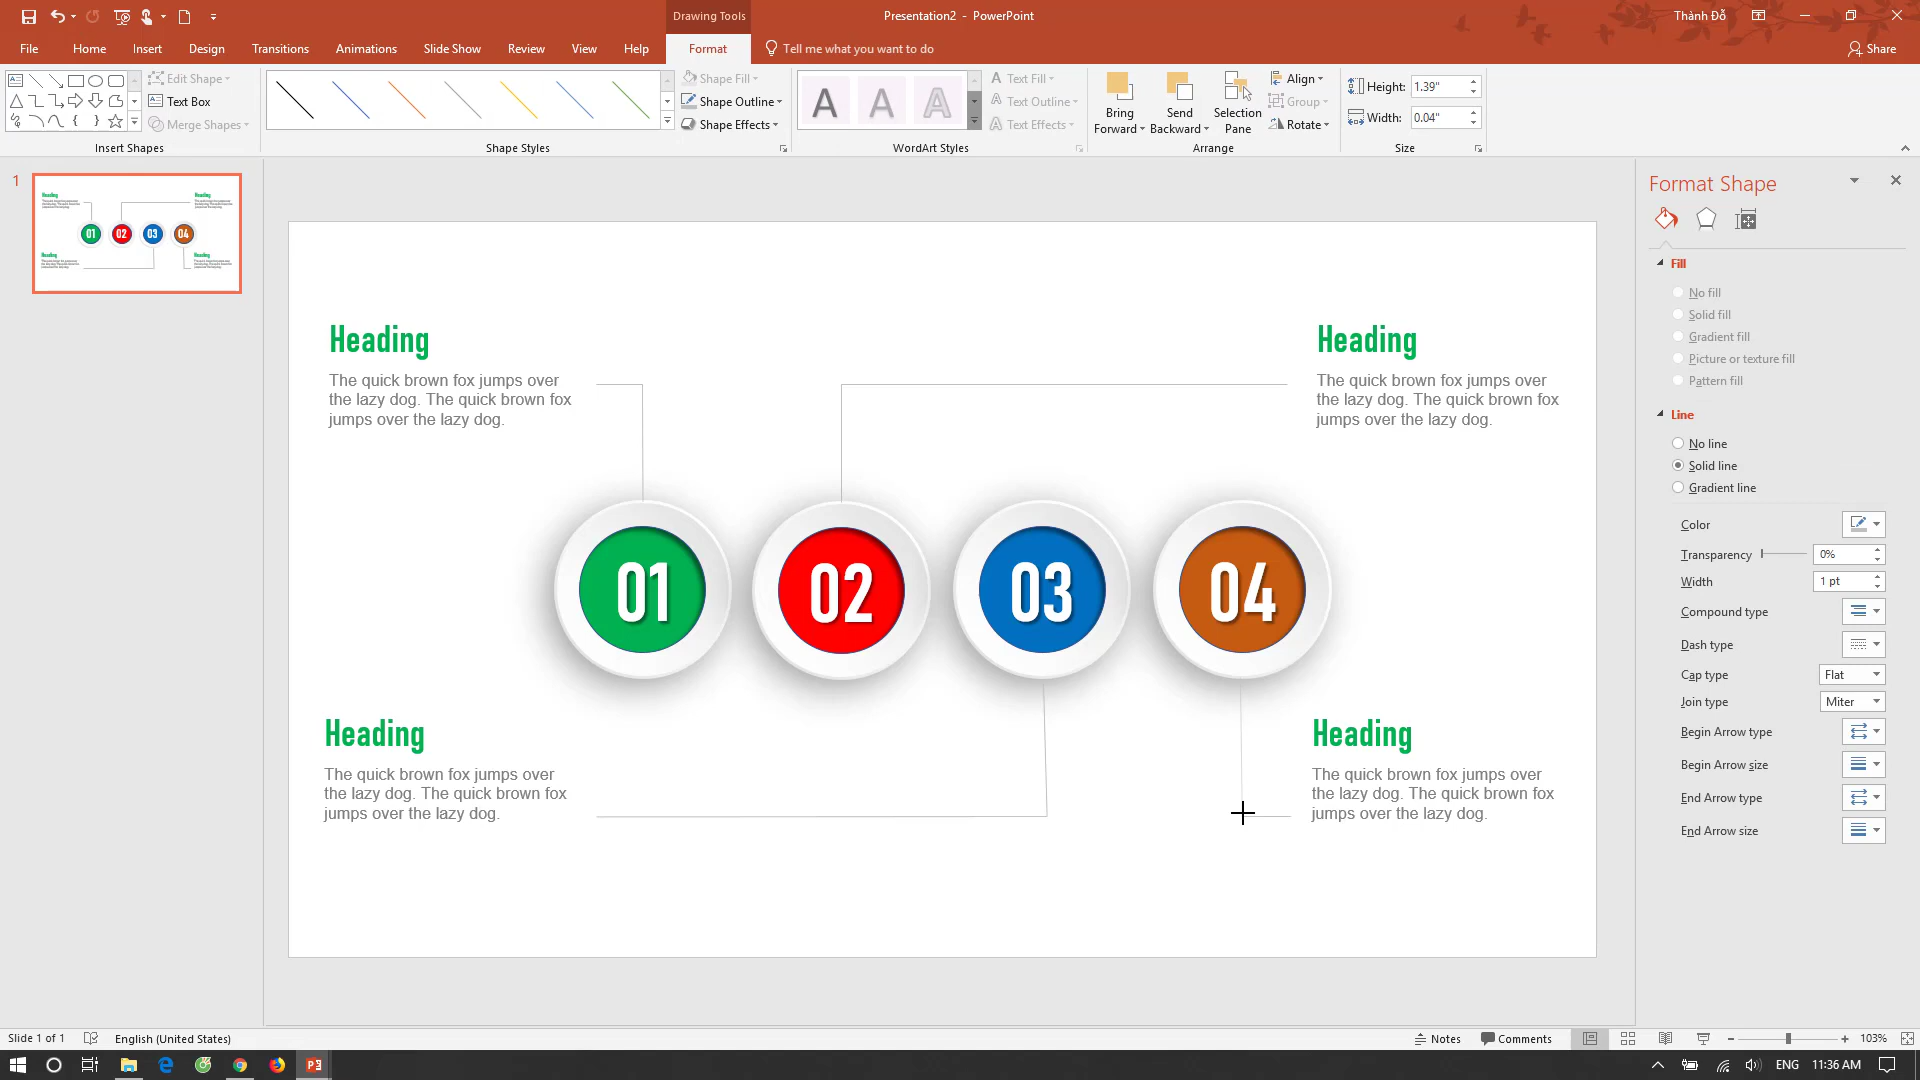 Drawing Tools
Presentation2 - PowerPoint
Thành Đỗ
File Home Insert Design Transitions Animations Slide Show Review View Help Format Tell me what you want to do Share
Edit Shape
Text Box
Merge Shapes
Insert Shapes
Shape Fill
Shape Outline
Shape Effects
Shape Styles
A A A
Text Fill
Text Outline
Text Effects
WordArt Styles
Bring Forward
Send Backward
Selection Pane
Align
Group
Rotate
Arrange
Height: 1.39"
Width: 0.04"
Size
1
Heading
The quick brown fox jumps over
the lazy dog. The quick brown fox
jumps over the lazy dog.
Heading
The quick brown fox jumps over
the lazy dog. The quick brown fox
jumps over the lazy dog.
01 02 03 04
Heading
The quick brown fox jumps over
the lazy dog. The quick brown fox
jumps over the lazy dog.
Heading
The quick brown fox jumps over
the lazy dog. The quick brown fox
jumps over the lazy dog.
Format Shape
Fill
No fill
Solid fill
Gradient fill
Picture or texture fill
Pattern fill
Line
No line
Solid line
Gradient line
Color
Transparency 0%
Width 1 pt
Compound type
Dash type
Cap type Flat
Join type Miter
Begin Arrow type
Begin Arrow size
End Arrow type
End Arrow size
Slide 1 of 1 English (United States) Notes Comments 103%
ENG 11:36 AM